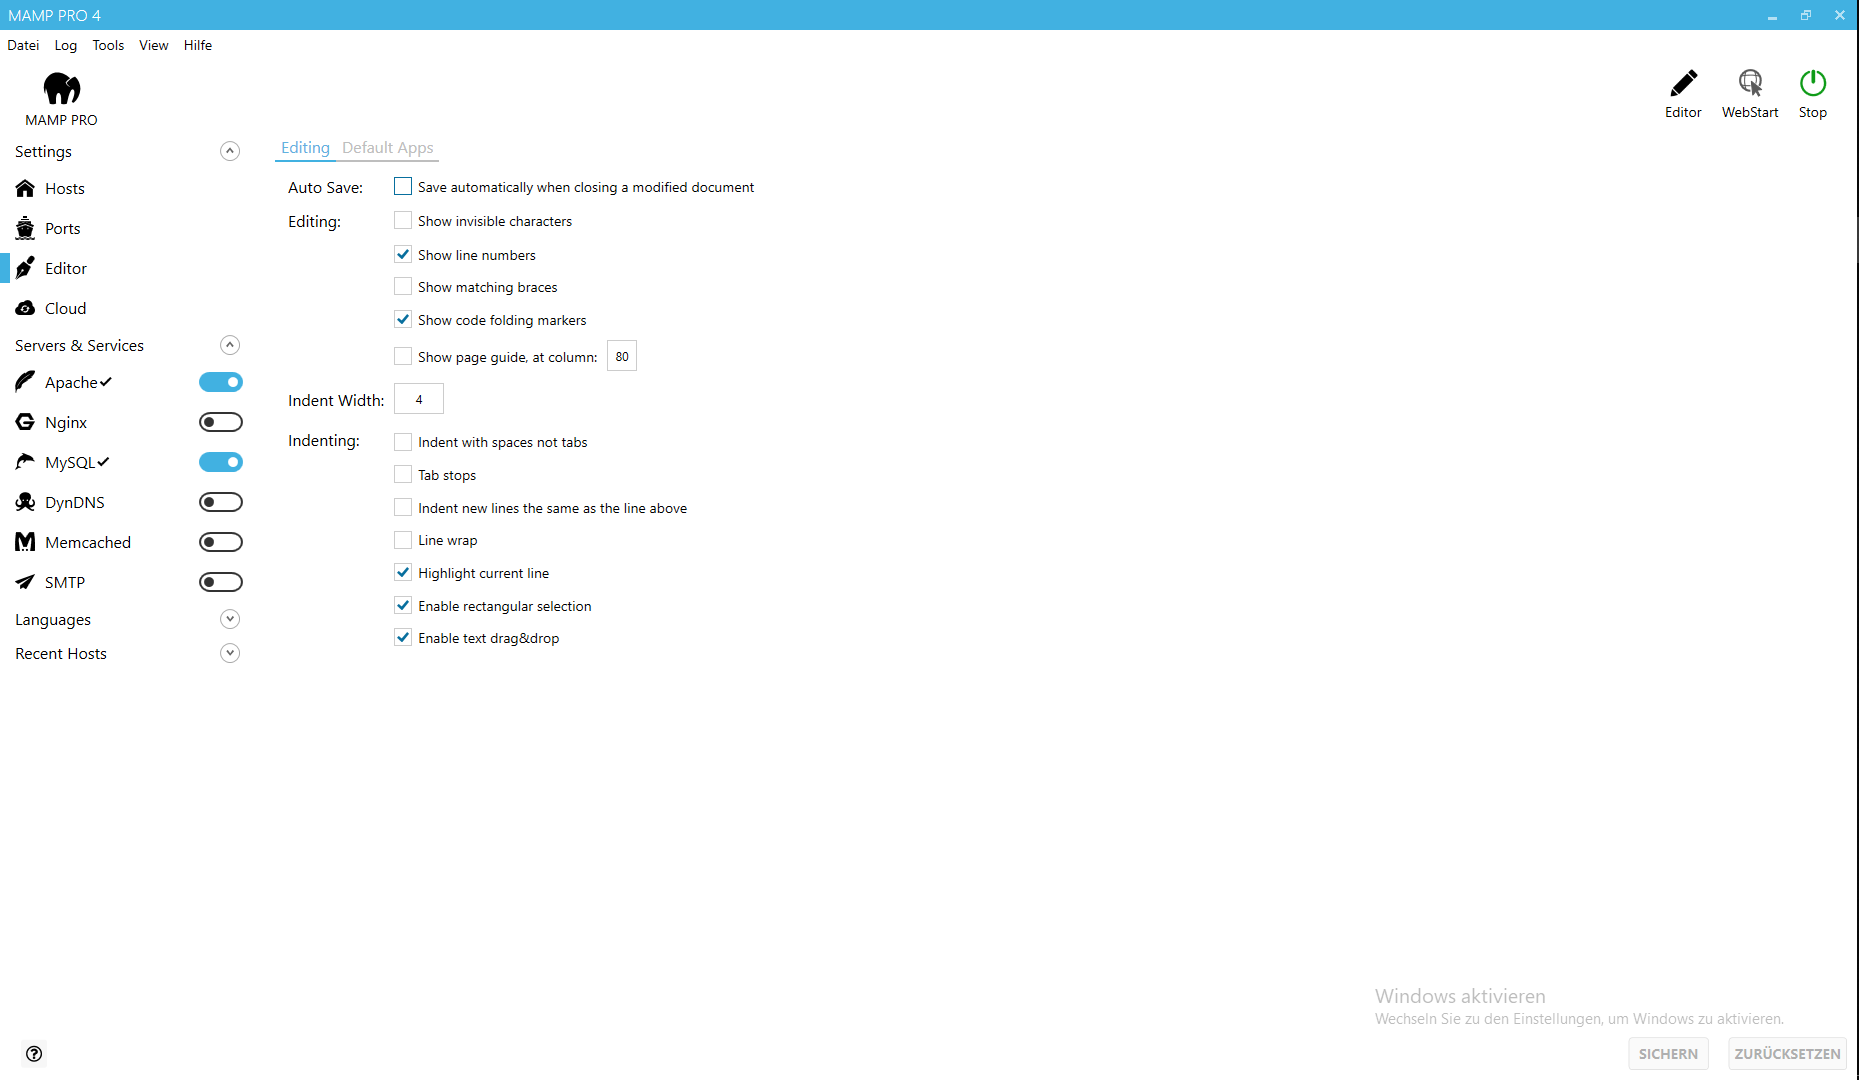 MAMP PRO 4
Datei Log Tools View Hilfe
MAMP PRO
Editor WebStart Stop
Settings
Hosts
Ports
Editor
Cloud
Servers & Services
Apache
Nginx
MySQL
DynDNS
Memcached
SMTP
Languages
Recent Hosts
Editing Default Apps
Auto Save: Save automatically when closing a modified document
Editing: Show invisible characters
Show line numbers
Show matching braces
Show code folding markers
Show page guide, at column: 80
Indent Width: 4
Indenting: Indent with spaces not tabs
Tab stops
Indent new lines the same as the line above
Line wrap
Highlight current line
Enable rectangular selection
Enable text drag&drop
Windows aktivieren
Wechseln Sie zu den Einstellungen, um Windows zu aktivieren.
?
SICHERN ZURÜCKSETZEN